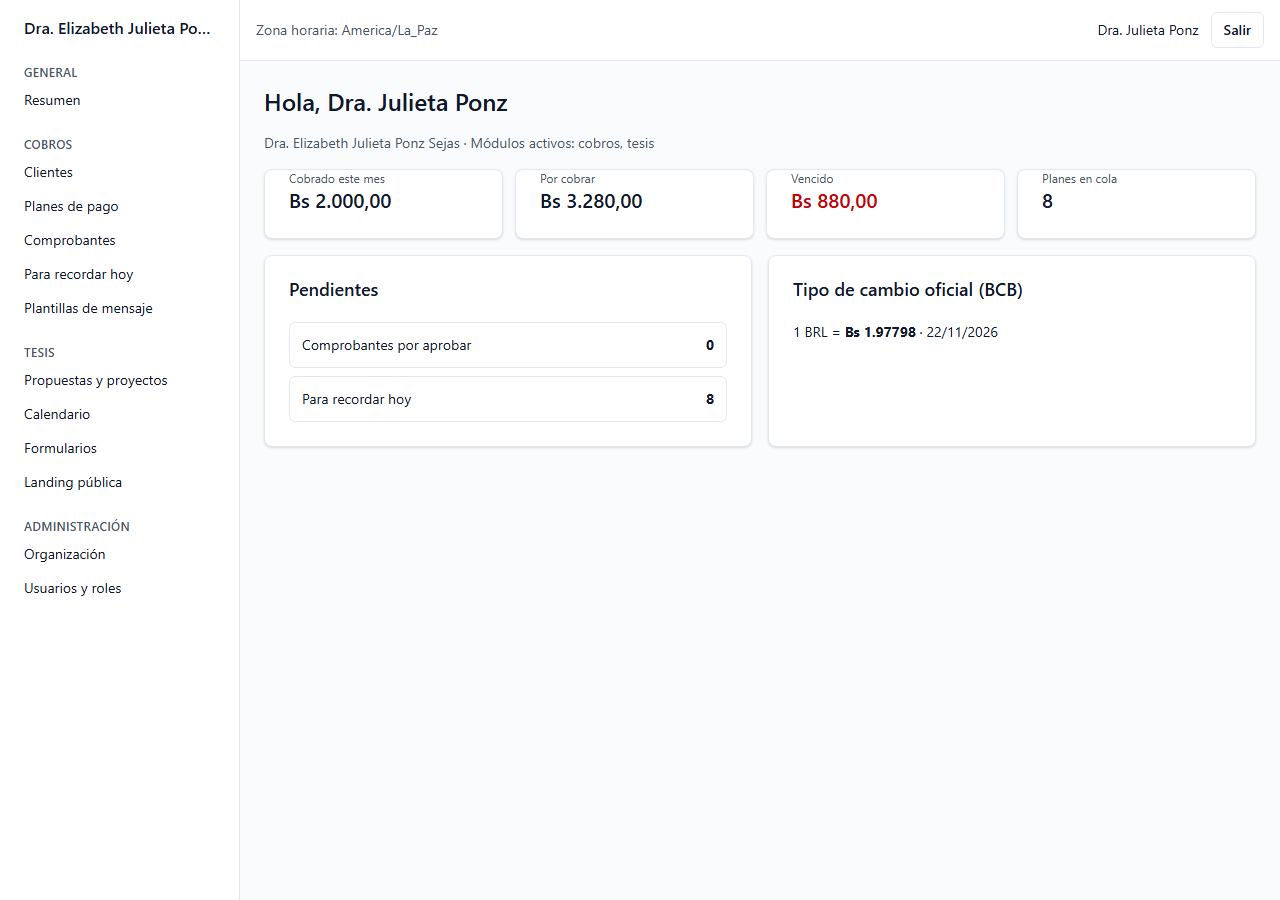 Dra. Elizabeth Julieta Po...
GENERAL
Resumen
COBROS
Clientes
Planes de pago
Comprobantes
Para recordar hoy
Plantillas de mensaje
TESIS
Propuestas y proyectos
Calendario
Formularios
Landing pública
ADMINISTRACIÓN
Organización
Usuarios y roles
Zona horaria: America/La_Paz
Dra. Julieta Ponz
Salir
Hola, Dra. Julieta Ponz
Dra. Elizabeth Julieta Ponz Sejas · Módulos activos: cobros, tesis
Cobrado este mes
Bs 2.000,00
Por cobrar
Bs 3.280,00
Vencido
Bs 880,00
Planes en cola
8
Pendientes
Comprobantes por aprobar 0
Para recordar hoy 8
Tipo de cambio oficial (BCB)
1 BRL = Bs 1.97798 · 22/11/2026